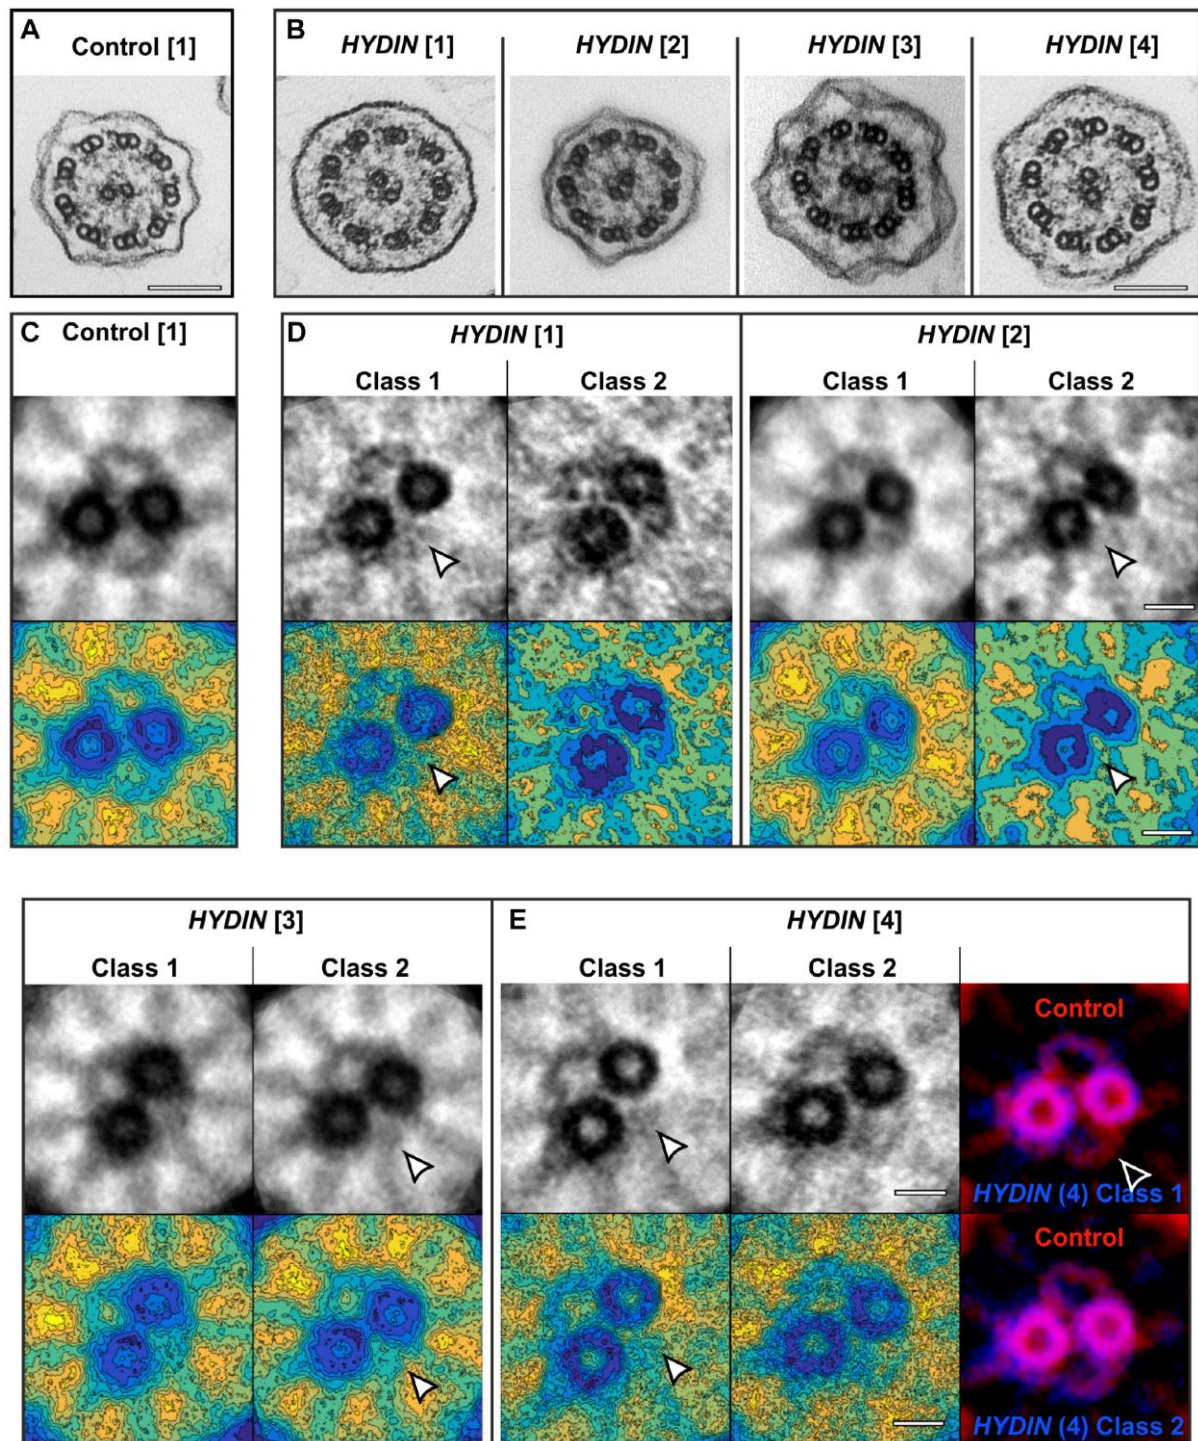 A
Control [1]
B
HYDIN [1]
HYDIN [2]
HYDIN [3]
HYDIN [4]
C Control [1]
D
HYDIN [1]
HYDIN [2]
Class 1
Class 2
Class 1
Class 2
HYDIN [3]
E
HYDIN [4]
Class 1
Class 2
Class 1
Class 2
Control
HYDIN (4) Class 1
Control
HYDIN (4) Class 2